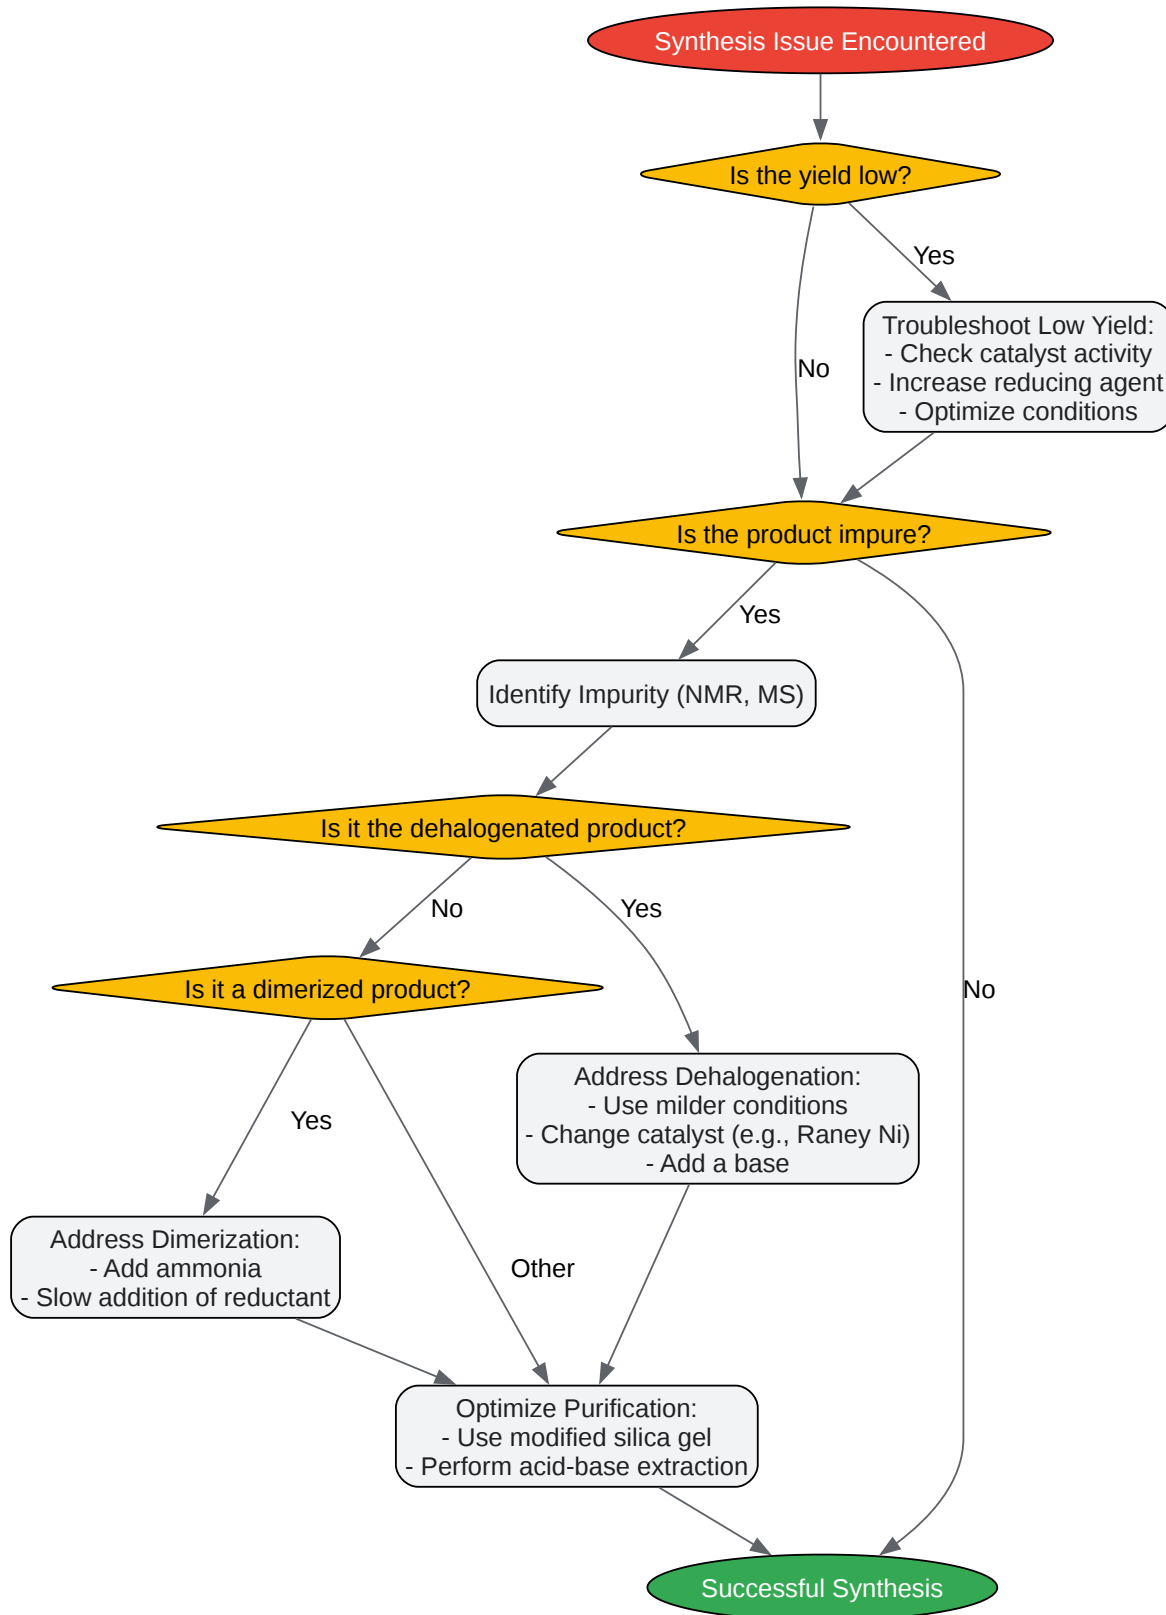 Synthesis Issue Encountered
Is the yield low?
Yes
Troubleshoot Low Yield:
- Check catalyst activity
- Increase reducing agent
- Optimize conditions
No
Is the product impure?
Yes
Identify Impurity (NMR, MS)
Is it the dehalogenated product?
No
Yes
Is it a dimerized product?
No
Address Dehalogenation:
- Use milder conditions
- Change catalyst (e.g., Raney Ni)
- Add a base
Yes
Address Dimerization:
- Add ammonia
- Slow addition of reductant
Other
Optimize Purification:
- Use modified silica gel
- Perform acid-base extraction
Successful Synthesis